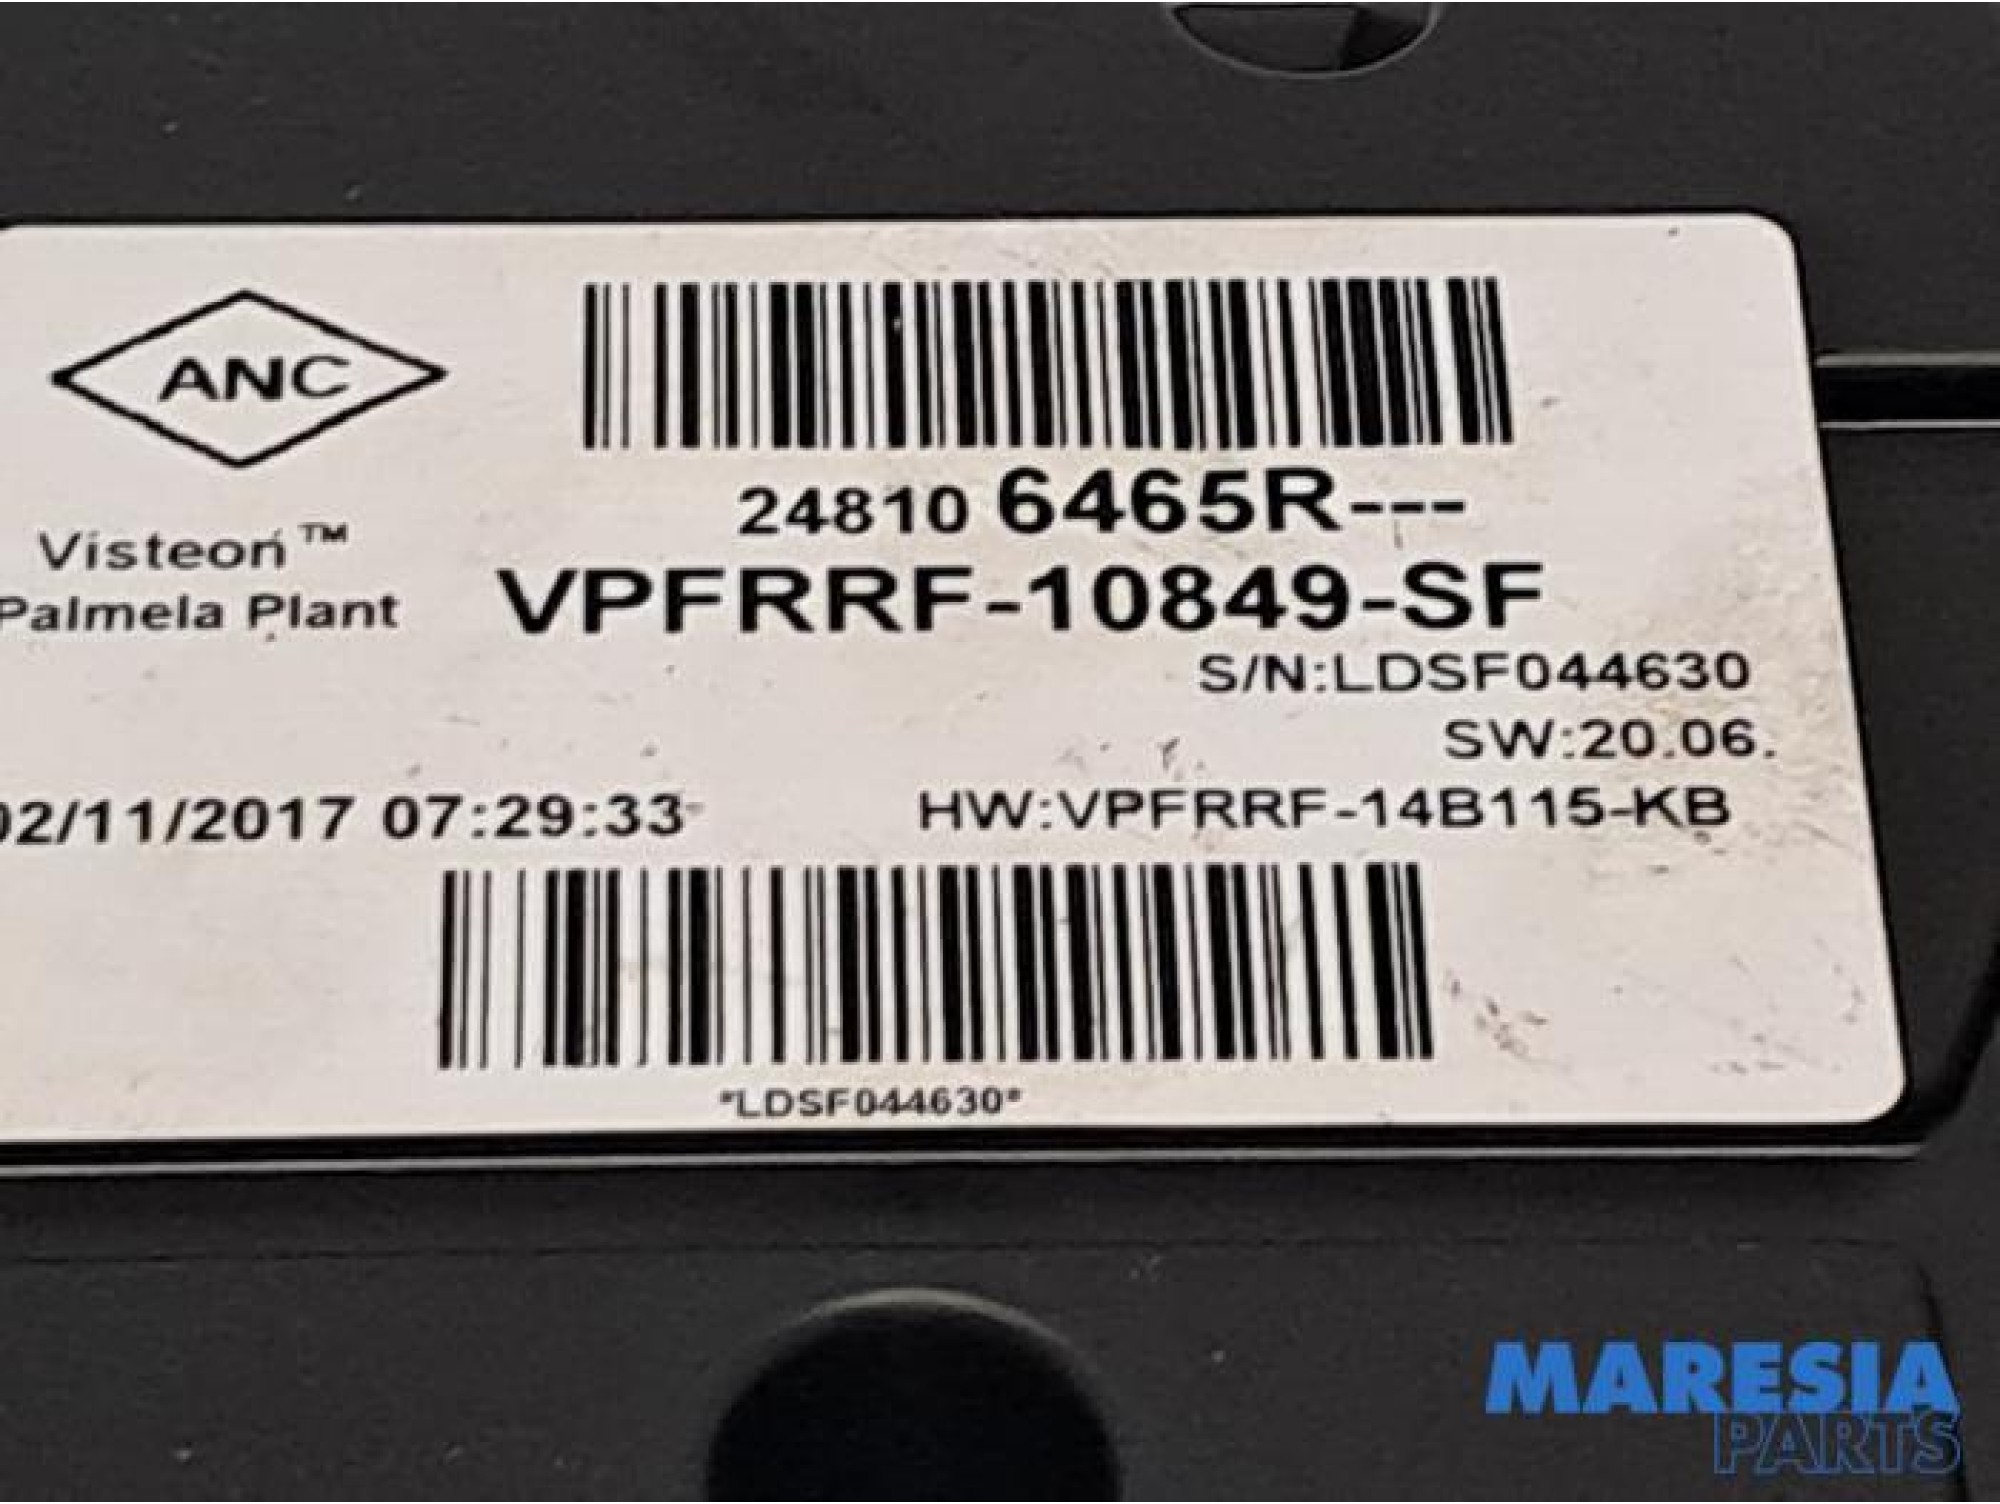 ANC
Visteon™
Palmela Plant
24810 6465R---
VPFRRF-10849-SF
S/N:LDSF044630
SW:20.06.
02/11/2017 07:29:33
HW:VPFRRF-14B115-KB
*LDSF044630*
MARESIA
PARTS